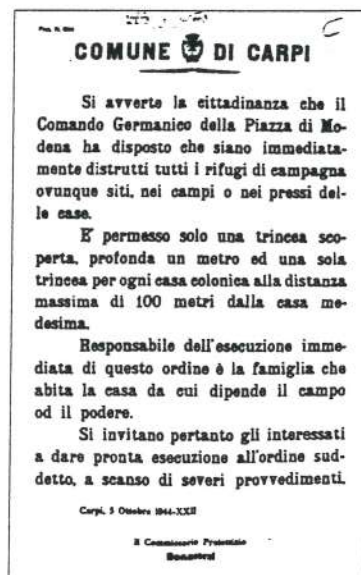 COMUNE DI CARPI
Si avverte la cittadinanza che il
Comando Germanico della Piazza di Mo-
dena ha disposto che siano immediata-
mente distrutti tutti i rifugi di campagna
ovunque siti, nei campi o nei pressi del-
le case.
E' permesso solo una trincea sco-
perta, profonda un metro ed una sola
trincea per ogni casa colonica alla distanza
massima di 100 metri dalla casa me-
desima.
Responsabile dell'esecuzione imme-
diata di questo ordine è la famiglia che
abita la casa da cui dipende il campo
od il podere.
Si invitano pertanto gli interessati
a dare pronta esecuzione all'ordine sud-
detto, a scanso di severi provvedimenti.
Carpi, 5 Ottobre 1944-XXII
Il Commissario Prefettizio